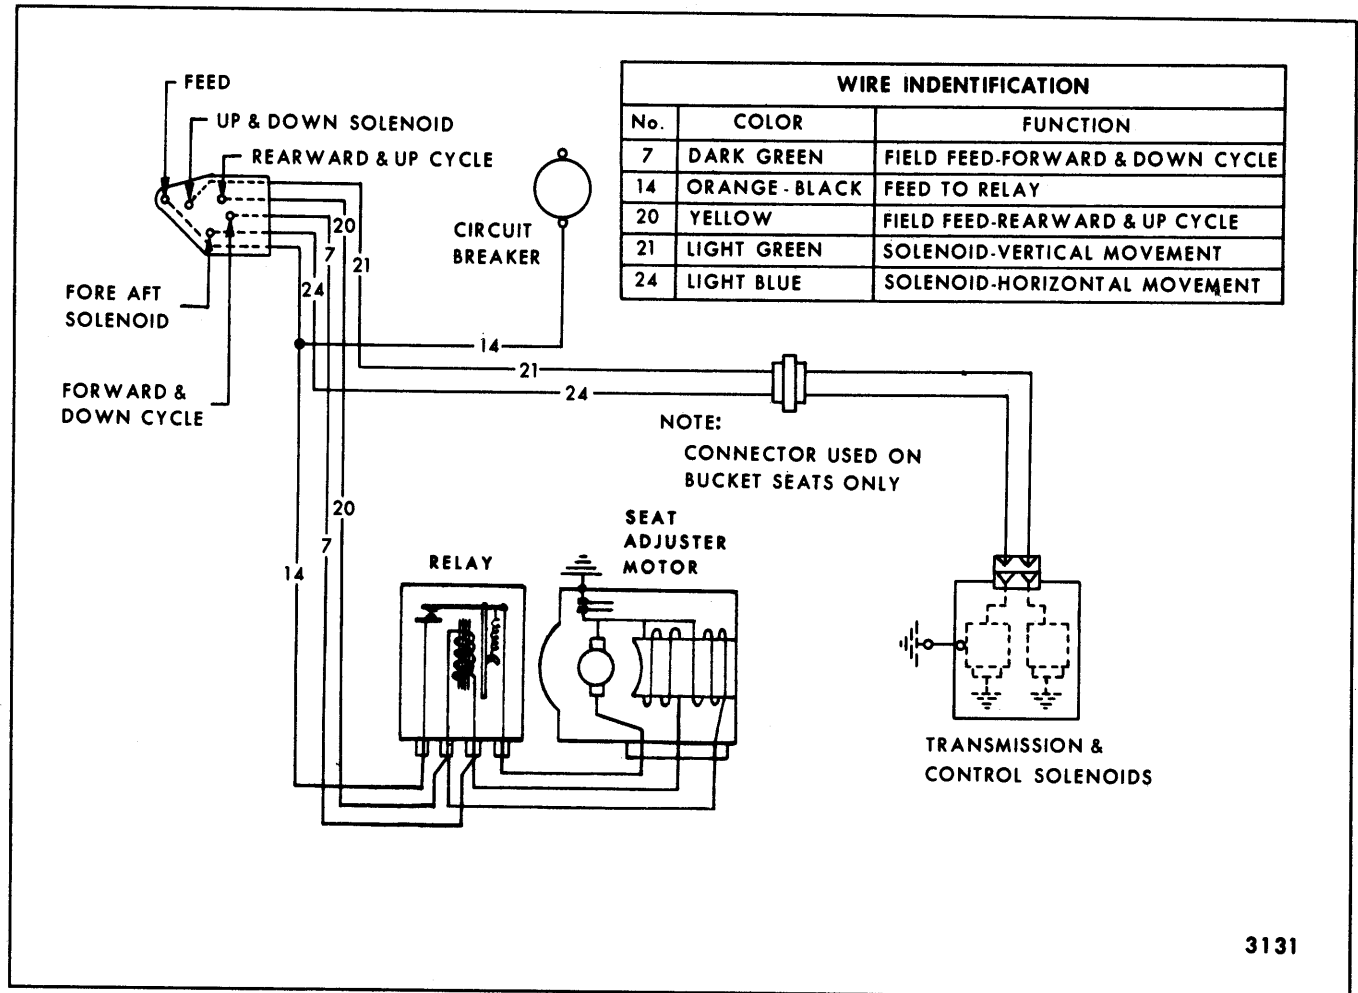 FEED
UP & DOWN SOLENOID
REARWARD & UP CYCLE
CIRCUIT
BREAKER
FORE AFT
SOLENOID
FORWARD &
DOWN CYCLE
WIRE INDENTIFICATION
No. COLOR FUNCTION
7 DARK GREEN FIELD FEED-FORWARD & DOWN CYCLE
14 ORANGE - BLACK FEED TO RELAY
20 YELLOW FIELD FEED-REARWARD & UP CYCLE
21 LIGHT GREEN SOLENOID-VERTICAL MOVEMENT
24 LIGHT BLUE SOLENOID-HORIZONTAL MOVEMENT
20
7
21
24
14
21
24
NOTE:
CONNECTOR USED ON
BUCKET SEATS ONLY
20
7
14
RELAY
SEAT
ADJUSTER
MOTOR
TRANSMISSION &
CONTROL SOLENOIDS
3131